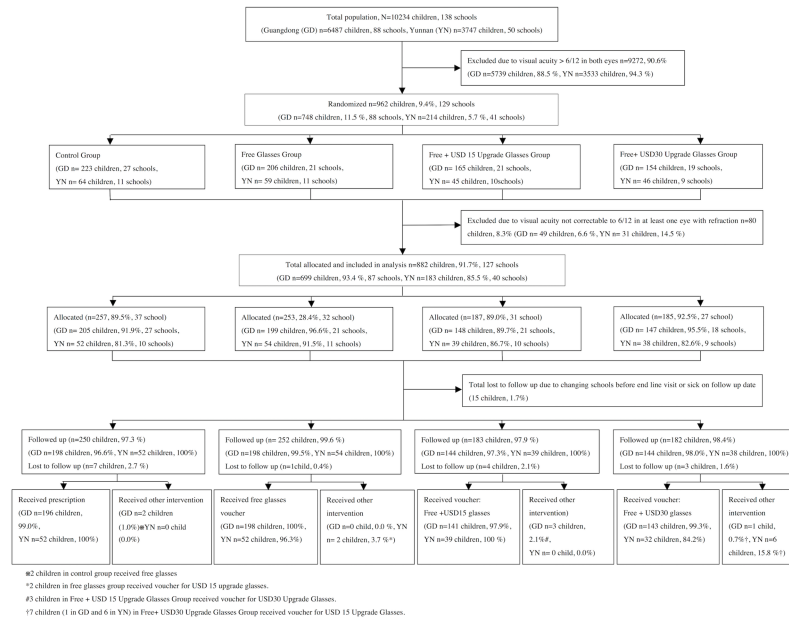 Total population, N=10234 children, 138 schools
(Guangdong (GD) n=6487 children, 88 schools, Yunnan (YN) n=3747 children, 50 schools)
Excluded due to visual acuity > 6/12 in both eyes n=9272, 90.6%
(GD n=5739 children, 88.5 %, YN n=3533 children, 94.3 %)
Randomized n=962 children, 9.4%, 129 schools
(GD n=748 children, 11.5 %, 88 schools, YN n=214 children, 5.7 %, 41 schools)
Control Group
(GD n= 223 children, 27 schools,
YN n= 64 children, 11 schools)
Free Glasses Group
(GD n= 206 children, 21 schools,
YN n= 59 children, 11 schools)
Free + USD 15 Upgrade Glasses Group
(GD n= 165 children, 21 schools,
YN n= 45 children, 10schools)
Free+ USD30 Upgrade Glasses Group
(GD n= 154 children, 19 schools,
YN n= 46 children, 9 schools)
Excluded due to visual acuity not correctable to 6/12 in at least one eye with refraction n=80
children, 8.3% (GD n= 49 children, 6.6 %, YN n= 31 children, 14.5 %)
Total allocated and included in analysis n=882 children, 91.7%, 127 schools
(GD n=699 children, 93.4 %, 87 schools, YN n=183 children, 85.5 %, 40 schools)
Allocated (n=257, 89.5%, 37 school)
(GD n= 205 children, 91.9%, 27 schools,
YN n= 52 children, 81.3%, 10 schools)
Allocated (n=253, 28.4%, 32 school)
(GD n= 199 children, 96.6%, 21 schools,
YN n= 54 children, 91.5%, 11 schools)
Allocated (n=187, 89.0%, 31 school)
(GD n= 148 children, 89.7%, 21 schools,
YN n= 39 children, 86.7%, 10 schools)
Allocated (n=185, 92.5%, 27 school)
(GD n= 147 children, 95.5%, 18 schools,
YN n= 38 children, 82.6%, 9 schools)
Total lost to follow up due to changing schools before end line visit or sick on follow up date
(15 children, 1.7%)
Followed up (n=250 children, 97.3 %)
(GD n=198 children, 96.6%, YN n=52 children, 100%)
Lost to follow up (n=7 children, 2.7 %)
Followed up (n= 252 children, 99.6 %)
(GD n=198 children, 99.5%, YN n=54 children, 100%)
Lost to follow up (n=1child, 0.4%)
Followed up (n=183 children, 97.9 %)
(GD n=144 children, 97.3%, YN n=39 children, 100%)
Lost to follow up (n=4 children, 2.1%)
Followed up (n=182 children, 98.4%)
(GD n=144 children, 98.0%, YN n=38 children, 100%)
Lost to follow up (n=3 children, 1.6%)
Received prescription
(GD n=196 children,
99.0%,
YN n=52 children, 100%)
Received other intervention
(GD n=2 children
(1.0%)※YN n=0 child
(0.0%)
Received free glasses
voucher
(GD n=198 children, 100%,
YN n=52 children, 96.3%)
Received other
intervention
(GD n=0 child, 0.0 %, YN
n= 2 children, 3.7 %*)
Received voucher:
Free +USD15 glasses
(GD n=141 children, 97.9%,
YN n=39 children, 100 %)
Received other
intervention)
(GD n=3 children,
2.1%#,
YN n= 0 child, 0.0%)
Received voucher:
Free + USD30 glasses
(GD n=143 children, 99.3%,
YN n=32 children, 84.2%)
Received other
intervention
(GD n=1 child,
0.7%†, YN n=6
children, 15.8 %†)
※2 children in control group received free glasses
*2 children in free glasses group received voucher for USD 15 upgrade glasses.
#3 children in Free + USD 15 Upgrade Glasses Group received voucher for USD30 Upgrade Glasses.
†7 children (1 in GD and 6 in YN) in Free+ USD30 Upgrade Glasses Group received voucher for USD 15 Upgrade Glasses.